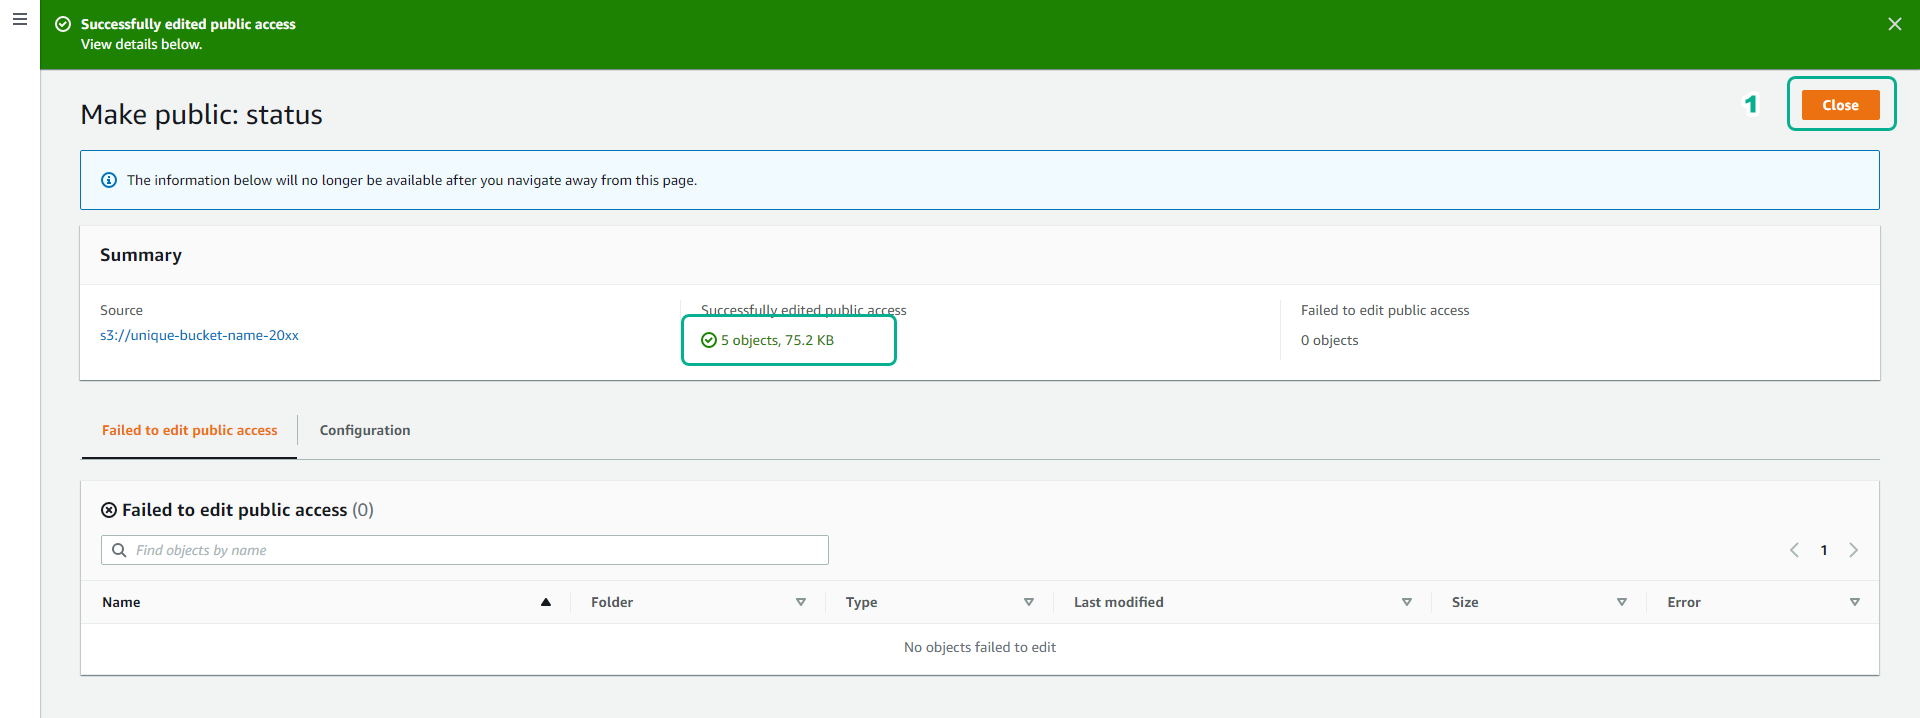 Successfully edited public access
View details below.
Make public: status
1
Close
The information below will no longer be available after you navigate away from this page.
Summary
Source
s3://unique-bucket-name-20xx
Successfully edited public access
5 objects, 75.2 KB
Failed to edit public access
0 objects
Failed to edit public access
Configuration
Failed to edit public access (0)
Find objects by name
1
Name Folder Type Last modified Size Error
No objects failed to edit